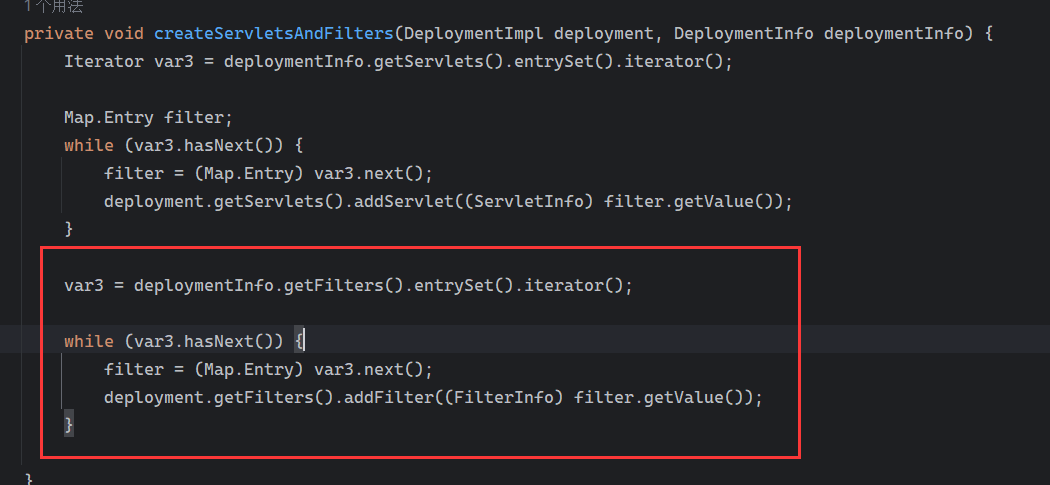 1 个用法
private void createServletsAndFilters(DeploymentImpl deployment, DeploymentInfo deploymentInfo) {
Iterator var3 = deploymentInfo.getServlets().entrySet().iterator();
Map.Entry filter;
while (var3.hasNext()) {
filter = (Map.Entry) var3.next();
deployment.getServlets().addServlet((ServletInfo) filter.getValue());
}
var3 = deploymentInfo.getFilters().entrySet().iterator();
while (var3.hasNext()) {
filter = (Map.Entry) var3.next();
deployment.getFilters().addFilter((FilterInfo) filter.getValue());
}
}